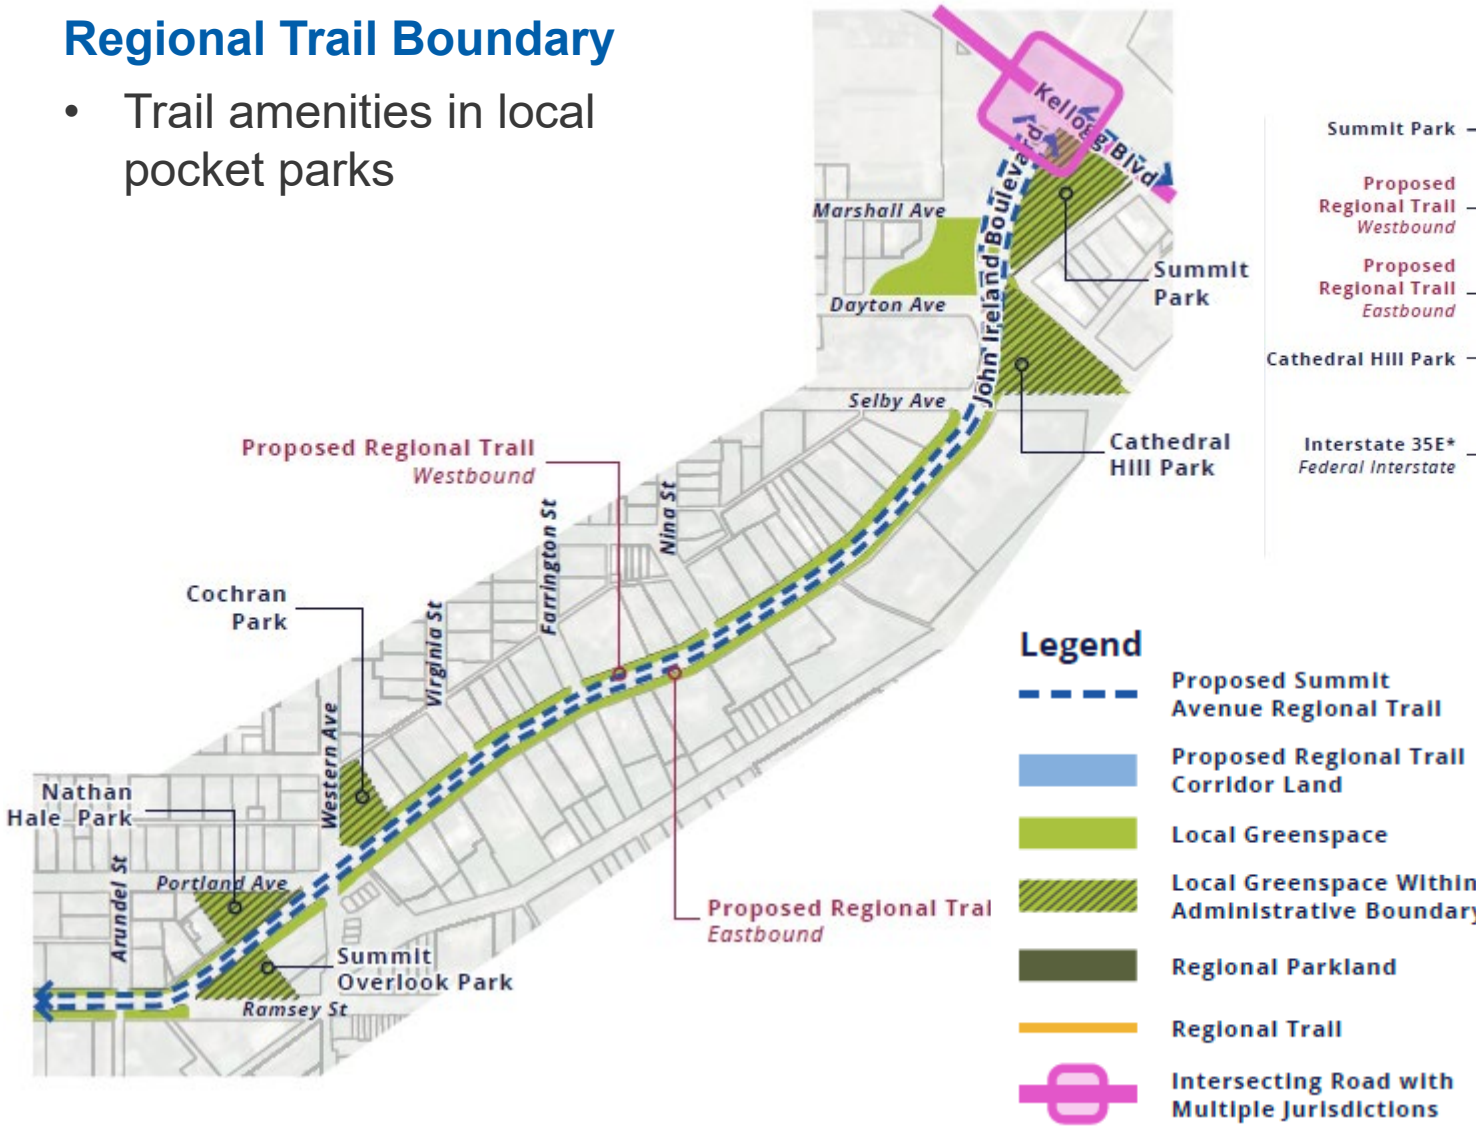 Regional Trail Boundary
• Trail amenities in local
pocket parks
Kellogg Blvd
John Ireland Boulevard
Marshall Ave
Dayton Ave
Selby Ave
Summit
Park
Cathedral
Hill Park
Proposed Regional Trail
Westbound
Nina St
Farrington St
Virginia St
Western Ave
Cochran
Park
Nathan
Hale Park
Portland Ave
Arundel St
Summit
Overlook Park
Ramsey St
Proposed Regional Trai
Eastbound
Summit Park
Proposed
Regional Trail
Westbound
Proposed
Regional Trail
Eastbound
Cathedral Hill Park
Interstate 35E*
Federal Interstate
Legend
Proposed Summit
Avenue Regional Trail
Proposed Regional Trail
Corridor Land
Local Greenspace
Local Greenspace Within
Administrative Boundary
Regional Parkland
Regional Trail
Intersecting Road with
Multiple Jurisdictions